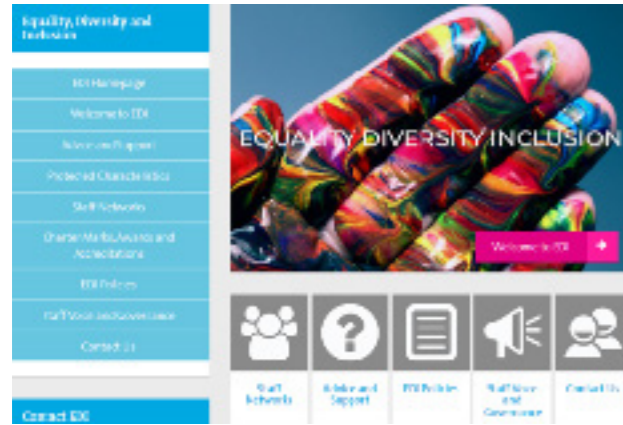 Equality, Diversity and
Inclusion
EDI Homepage
Welcome to EDI
Advice and Support
Protected Characteristics
Staff Networks
Charter Marks, Awards and
Accreditations
EDI Policies
Staff Voice and Governance
Contact Us
Contact EDI
EQUALITY DIVERSITY INCLUSION
Welcome to EDI
Staff
Networks
Advice and
Support
EDI Policies
Staff Voice
and
Governance
Contact Us